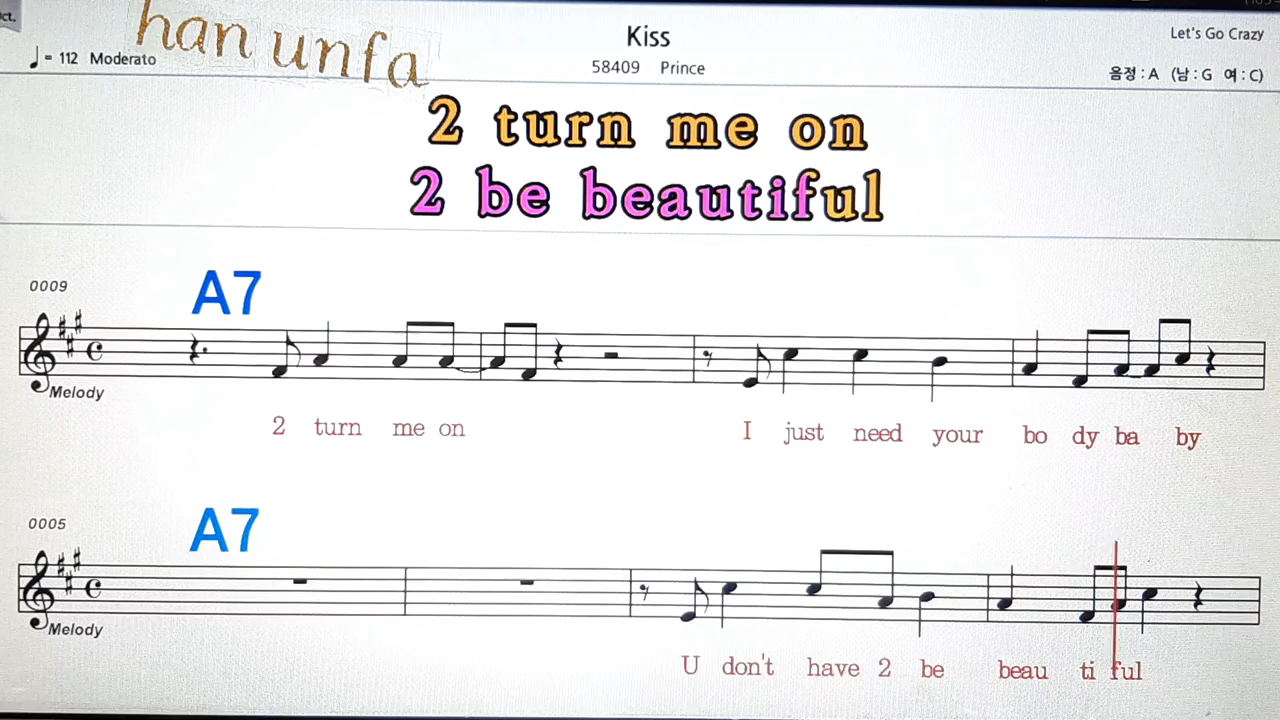 ct.
han unfa
Kiss
Let's Go Crazy
= 112 Moderato
58409 Prince
음정 : A (남 : G 여 : C)
2 turn me on
2 be beautiful
0009
A7
Melody
2 turn me on I just need your bo dy ba by
0005
A7
Melody
U don't have 2 be beau ti ful